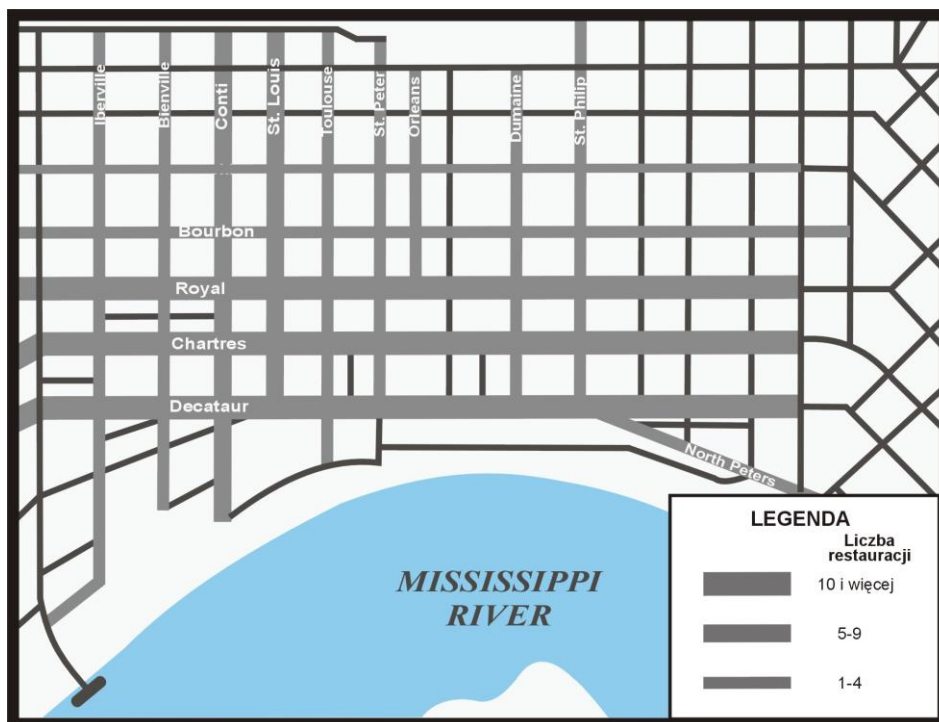 Iberville
Bienville
Conti
St. Louis
Toulouse
St. Peter
Orleans
Dumaine
St. Philip
Bourbon
Royal
Chartres
Decataur
North Peters
MISSISSIPPI
RIVER
LEGENDA
Liczba
restauracji
10 i więcej
5-9
1-4